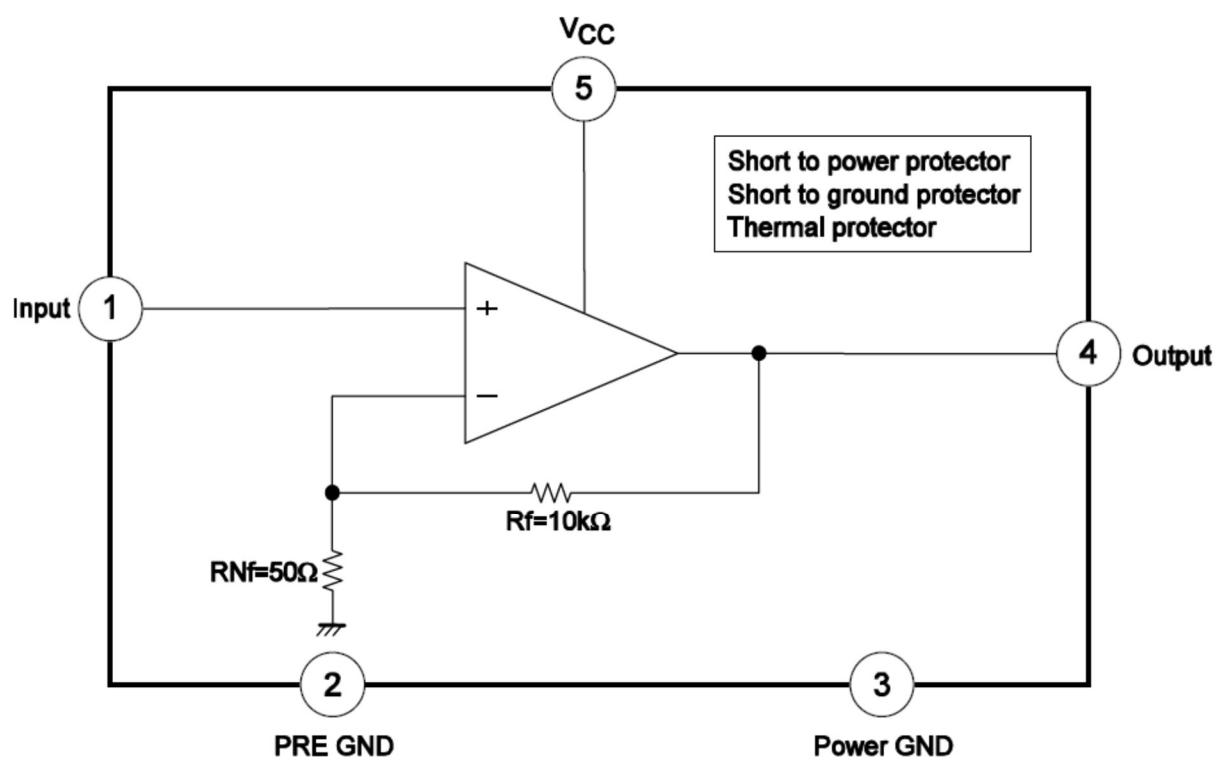 VCC
5
Short to power protector
Short to ground protector
Thermal protector
Input
1
+
4
Output
−
Rf=10kΩ
RNf=50Ω
2
3
PRE GND
Power GND